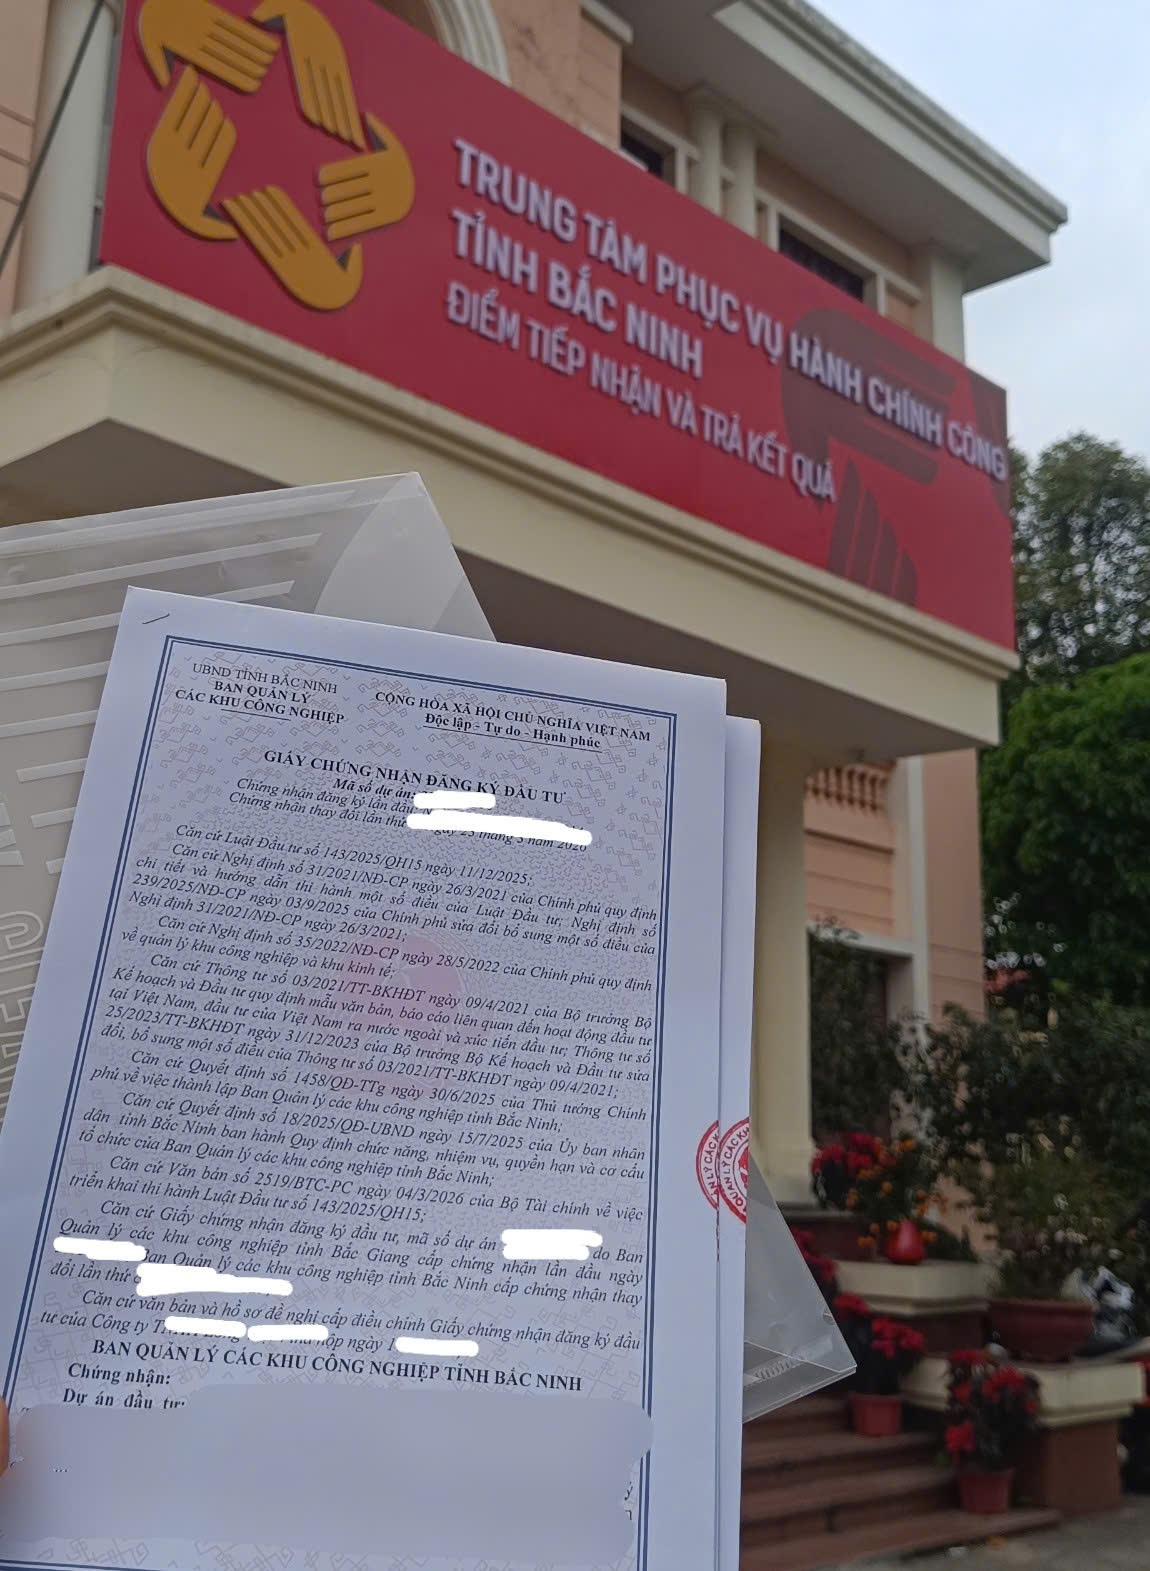 TRUNG TÂM PHỤC VỤ HÀNH CHÍNH CÔNG
TỈNH BẮC NINH
ĐIỂM TIẾP NHẬN VÀ TRẢ KẾT QUẢ
UBND TỈNH BẮC NINH
BAN QUẢN LÝ
CÁC KHU CÔNG NGHIỆP
CỘNG HÒA XÃ HỘI CHỦ NGHĨA VIỆT NAM
Độc lập - Tự do - Hạnh phúc
GIẤY CHỨNG NHẬN ĐĂNG KÝ ĐẦU TƯ
Mã số dự án:
Chứng nhận đăng ký lần đầu: N
Chứng nhận thay đổi lần thứ ngày 25 tháng 3 năm 2026
Căn cứ Luật Đầu tư số 143/2025/QH15 ngày 11/12/2025;
Căn cứ Nghị định số 31/2021/NĐ-CP ngày 26/3/2021 của Chính phủ quy định
chi tiết và hướng dẫn thi hành một số điều của Luật Đầu tư; Nghị định số
239/2025/NĐ-CP ngày 03/9/2025 của Chính phủ sửa đổi bổ sung một số điều của
Nghị định 31/2021/NĐ-CP ngày 26/3/2021;
Căn cứ Nghị định số 35/2022/NĐ-CP ngày 28/5/2022 của Chính phủ quy định
về quản lý khu công nghiệp và khu kinh tế;
Căn cứ Thông tư số 03/2021/TT-BKHĐT ngày 09/4/2021 của Bộ trưởng Bộ
Kế hoạch và Đầu tư quy định mẫu văn bản, báo cáo liên quan đến hoạt động đầu tư
tại Việt Nam, đầu tư của Việt Nam ra nước ngoài và xúc tiến đầu tư; Thông tư số
25/2023/TT-BKHĐT ngày 31/12/2023 của Bộ trưởng Bộ Kế hoạch và Đầu tư sửa
đổi, bổ sung một số điều của Thông tư số 03/2021/TT-BKHĐT ngày 09/4/2021;
Căn cứ Quyết định số 1458/QĐ-TTg ngày 30/6/2025 của Thủ tướng Chính
phủ về việc thành lập Ban Quản lý các khu công nghiệp tỉnh Bắc Ninh;
Căn cứ Quyết định số 18/2025/QĐ-UBND ngày 15/7/2025 của Ủy ban nhân
dân tỉnh Bắc Ninh ban hành Quy định chức năng, nhiệm vụ, quyền hạn và cơ cấu
tổ chức của Ban Quản lý các khu công nghiệp tỉnh Bắc Ninh;
Căn cứ Văn bản số 2519/BTC-PC ngày 04/3/2026 của Bộ Tài chính về việc
triển khai thi hành Luật Đầu tư số 143/2025/QH15;
Căn cứ Giấy chứng nhận đăng ký đầu tư, mã số dự án do Ban
Quản lý các khu công nghiệp tỉnh Bắc Giang cấp chứng nhận lần đầu ngày
Ban Quản lý các khu công nghiệp tỉnh Bắc Ninh cấp chứng nhận thay
đổi lần thứ
Căn cứ văn bản và hồ sơ đề nghị cấp điều chỉnh Giấy chứng nhận đăng ký đầu
tư của Công ty nộp ngày 1
BAN QUẢN LÝ CÁC KHU CÔNG NGHIỆP TỈNH BẮC NINH
Chứng nhận:
Dự án đầu tư: